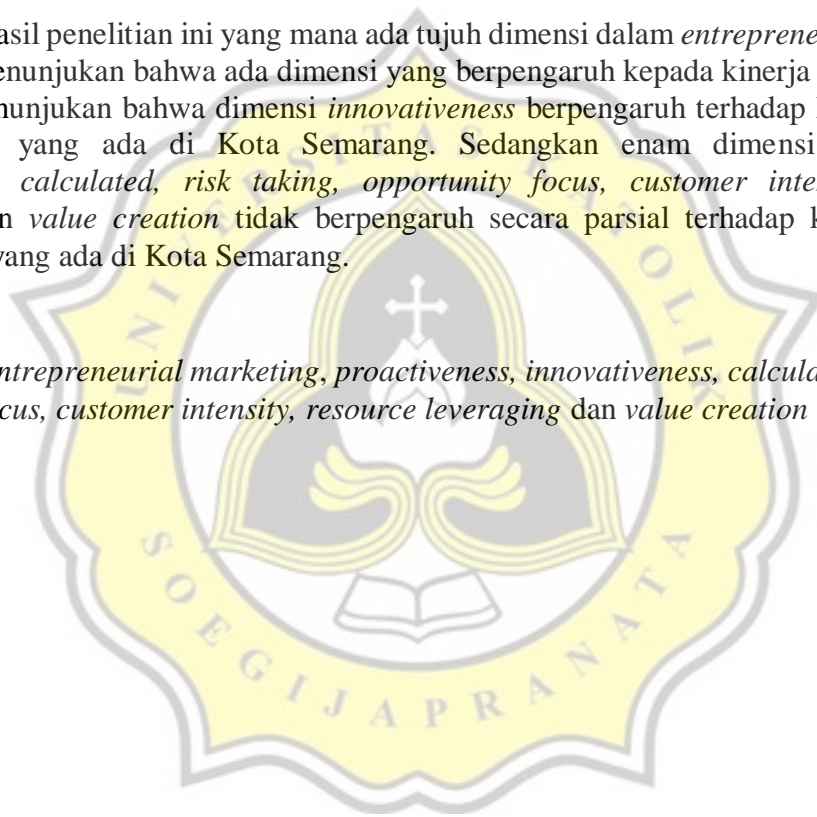 asil penelitian ini yang mana ada tujuh dimensi dalam entreprene
enunjukan bahwa ada dimensi yang berpengaruh kepada kinerja
nunjukan bahwa dimensi innovativeness berpengaruh terhadap
yang ada di Kota Semarang. Sedangkan enam dimensi
calculated, risk taking, opportunity focus, customer inte
n value creation tidak berpengaruh secara parsial terhadap k
yang ada di Kota Semarang.
ntrepreneurial marketing, proactiveness, innovativeness, calcula
cus, customer intensity, resource leveraging dan value creation
UNIVERSITAS KATOLIK
SOEGIJAPRANATA